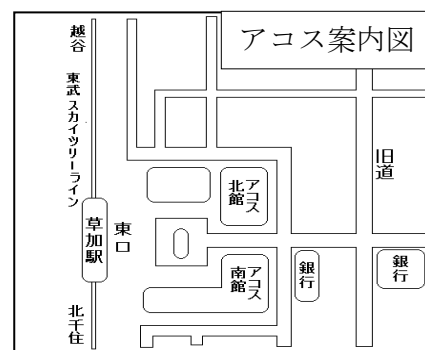 アコス案内図
越谷
東武スカイツリーライン
草加駅
東口
北千住
アコス
北館
アコス
南館
旧道
銀行
銀行